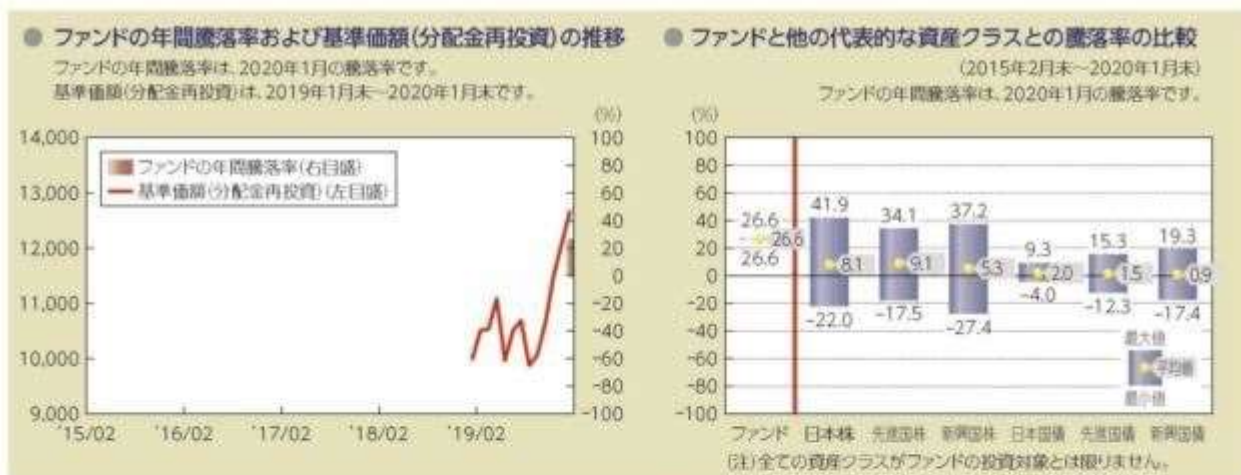 ● ファンドの年間騰落率および基準価額(分配金再投資)の推移
ファンドの年間騰落率は、2020年1月の騰落率です。
基準価額(分配金再投資)は、2019年1月末～2020年1月末です。
(%)
14,000
13,000
12,000
11,000
10,000
9,000
100
80
60
40
20
0
-20
-40
-60
-80
-100
ファンドの年間騰落率(右目盛)
基準価額(分配金再投資)(左目盛)
'15/02 '16/02 '17/02 '18/02 '19/02
● ファンドと他の代表的な資産クラスとの騰落率の比較
(2015年2月末～2020年1月末)
ファンドの年間騰落率は、2020年1月の騰落率です。
(%)
100
80
60
40
20
0
-20
-40
-60
-80
-100
26.6 41.9 34.1 37.2 9.3 15.3 19.3
26.6 8.1 9.1 5.3 2.0 1.5 0.9
26.6 -22.0 -17.5 -27.4 -4.0 -12.3 -17.4
最大値
平均値
最小値
ファンド 日本株 先進国株 新興国株 日本国債 先進国債 新興国債
(注)全ての資産クラスがファンドの投資対象とは限りません。